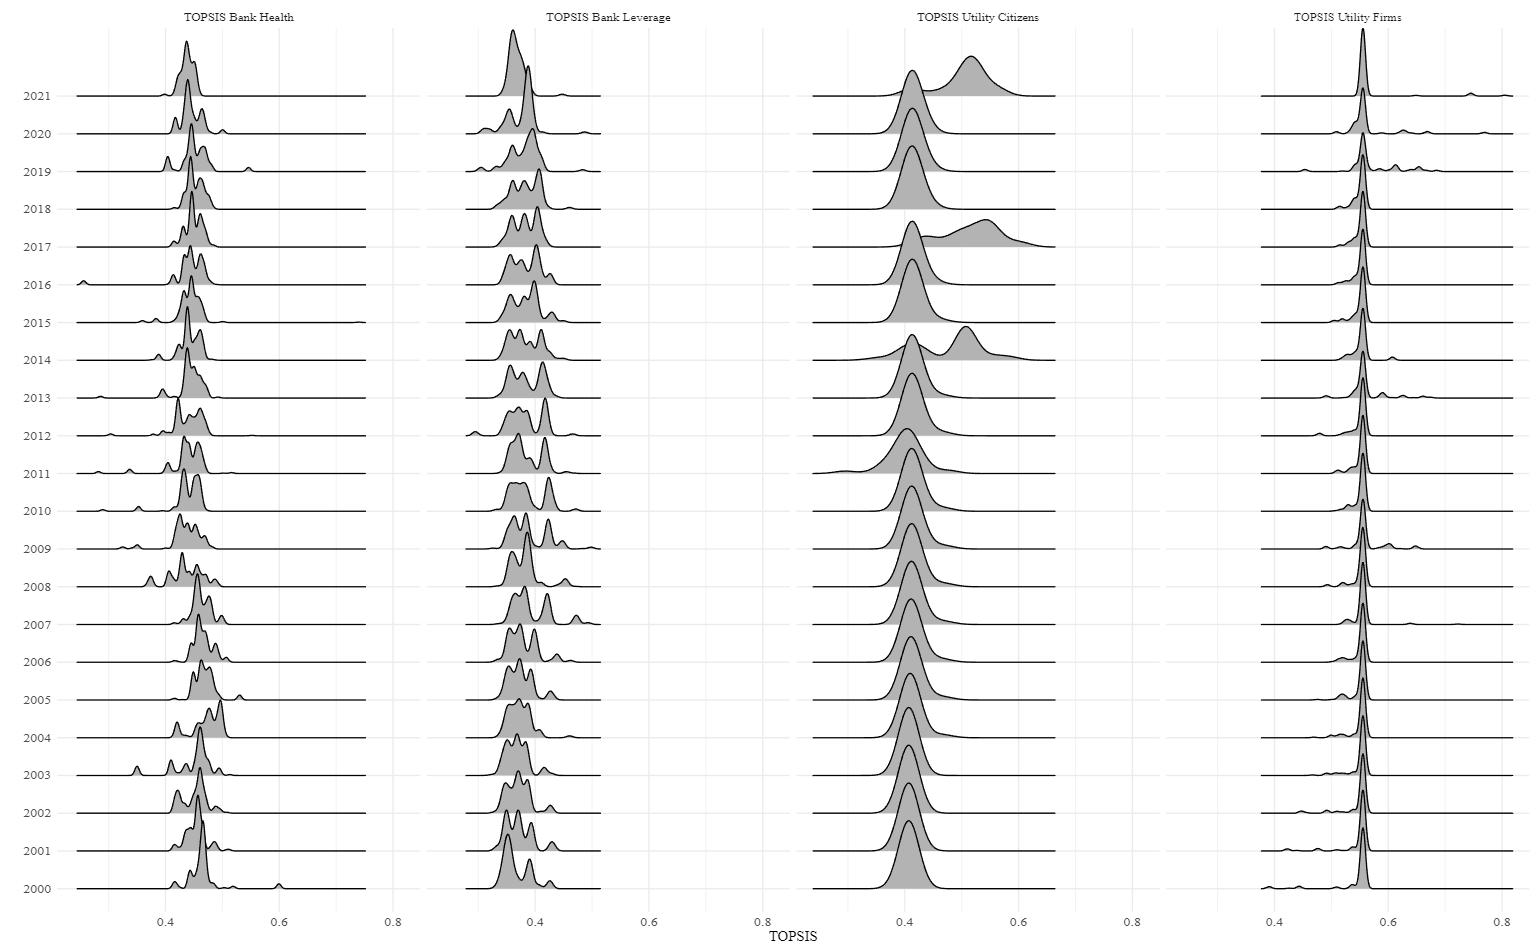 TOPSIS Bank Health
TOPSIS Bank Leverage
TOPSIS Utility Citizens
TOPSIS Utility Firms
2021
2020
2019
2018
2017
2016
2015
2014
2013
2012
2011
2010
2009
2008
2007
2006
2005
2004
2003
2002
2001
2000
0.4 0.6 0.8
0.4 0.6 0.8
0.4 0.6 0.8
0.4 0.6 0.8
TOPSIS